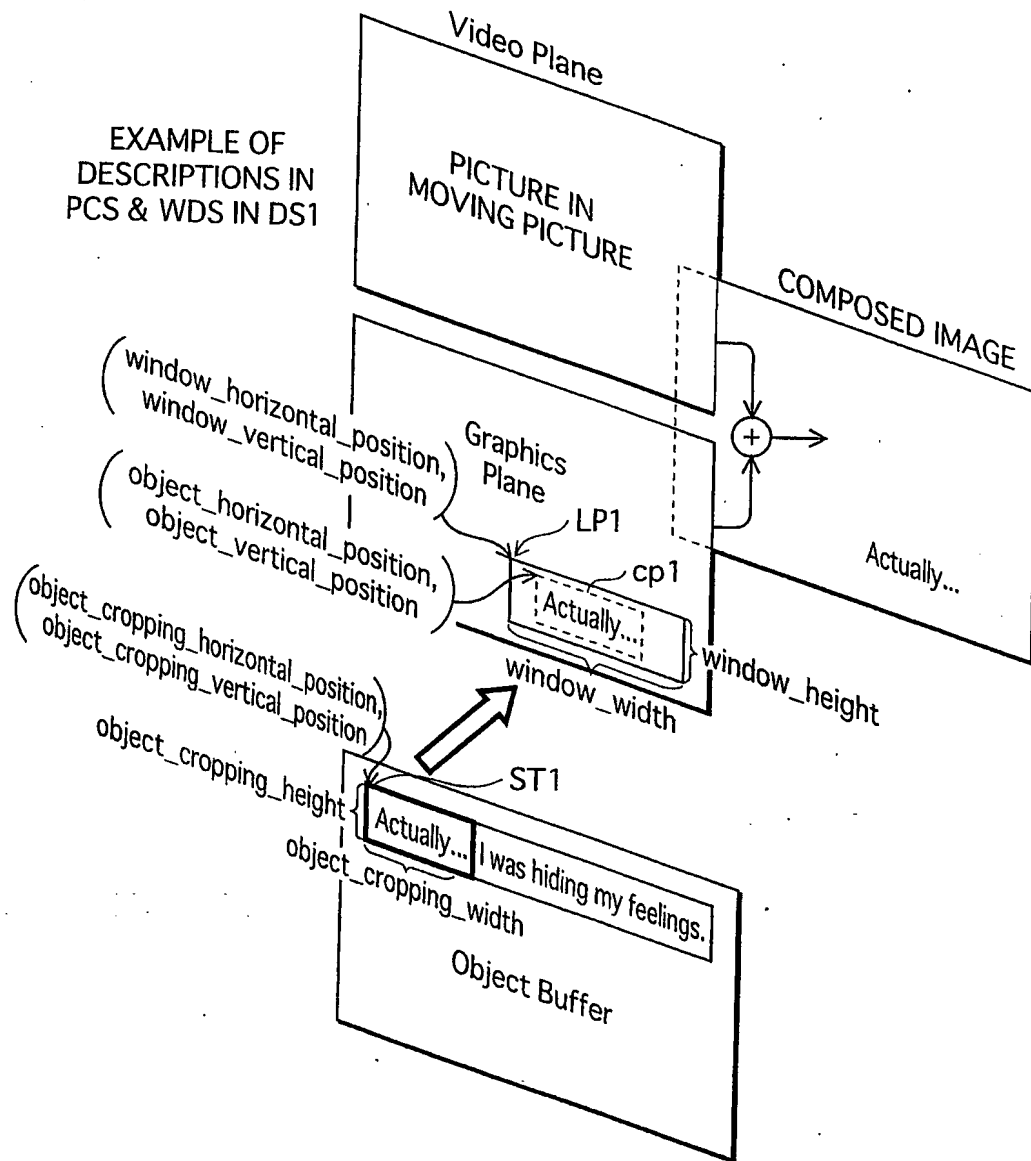 Video Plane
EXAMPLE OF
DESCRIPTIONS IN
PCS & WDS IN DS1
PICTURE IN
MOVING PICTURE
COMPOSED IMAGE
(window_horizontal_position,
window_vertical_position)
Graphics
Plane
+
(object_horizontal_position,
object_vertical_position)
LP1
cp1
Actually...
Actually...
window_height
window_width
(object_cropping_horizontal_position,
object_cropping_vertical_position)
object_cropping_height
ST1
Actually...
I was hiding my feelings.
object_cropping_width
Object Buffer